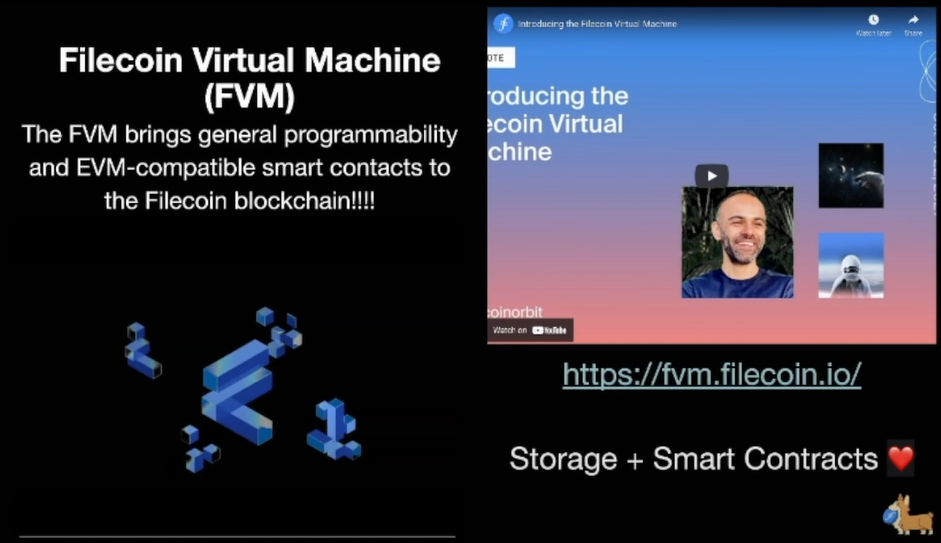 Filecoin Virtual Machine
(FVM)
The FVM brings general programmability
and EVM-compatible smart contacts to
the Filecoin blockchain!!!!
Introducing the Filecoin Virtual Machine
Watch later
Share
OTE
roducing the
ecoin Virtual
chine
coinorbit
Watch on YouTube
https://fvm.filecoin.io/
Storage + Smart Contracts ❤️